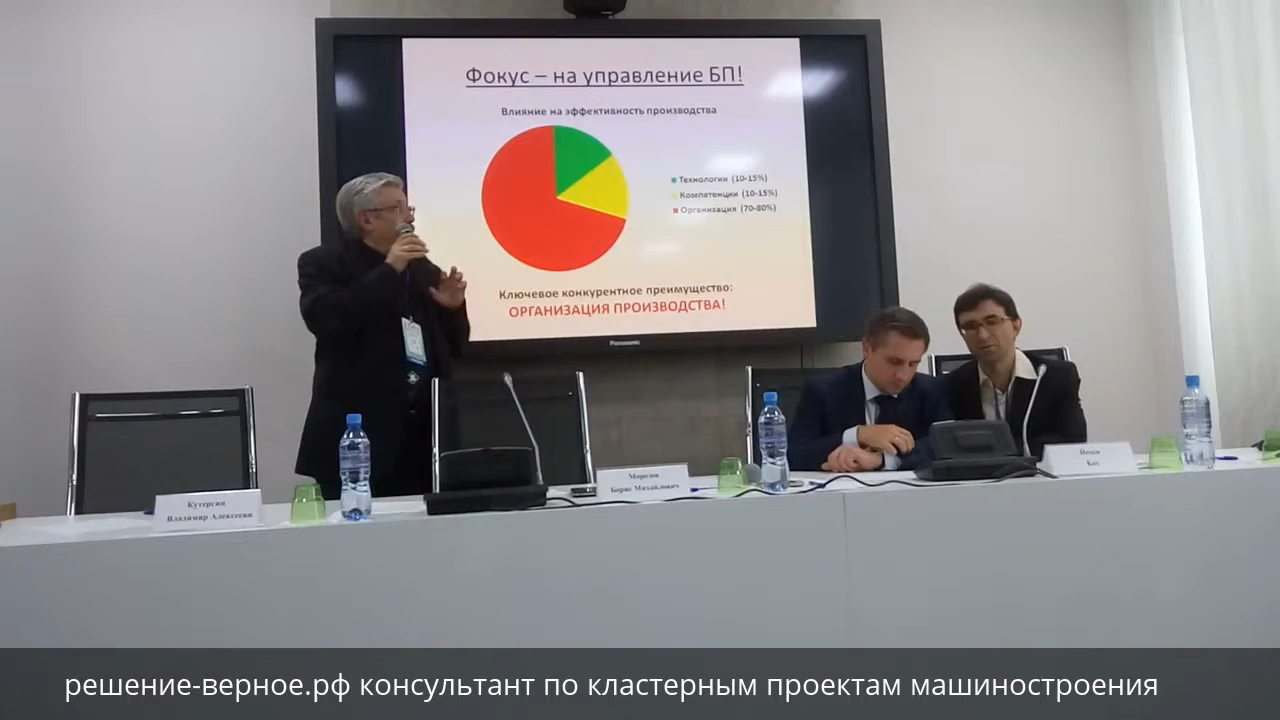 Фокус – на управление БП!
Влияние на эффективность производства
Технологии (10-15%)
Компетенции (10-15%)
Организация (70-80%)
Ключевое конкурентное преимущество:
ОРГАНИЗАЦИЯ ПРОИЗВОДСТВА!
Panasonic
Кутергин
Владимир Алексеевич
Борис Михайлович
Кох
решение-верное.рф консультант по кластерным проектам машиностроения